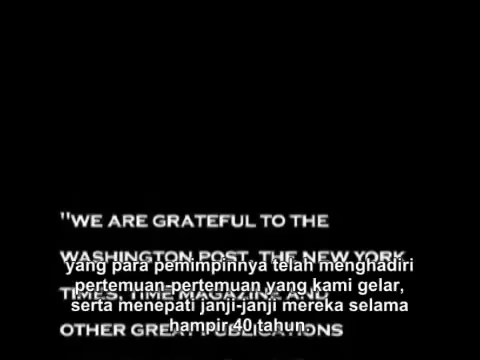 "WE ARE GRATEFUL TO THE
WASHINGTON POST, THE NEW YORK
yang para pemimpinnya telah menghadiri
pertemuan-pertemuan yang kami gelar,
TIMES, TIME MAGAZINE AND
serta menepati janji-janji mereka selama
OTHER GREAT PUBLICATIONS
hampir 40 tahun.